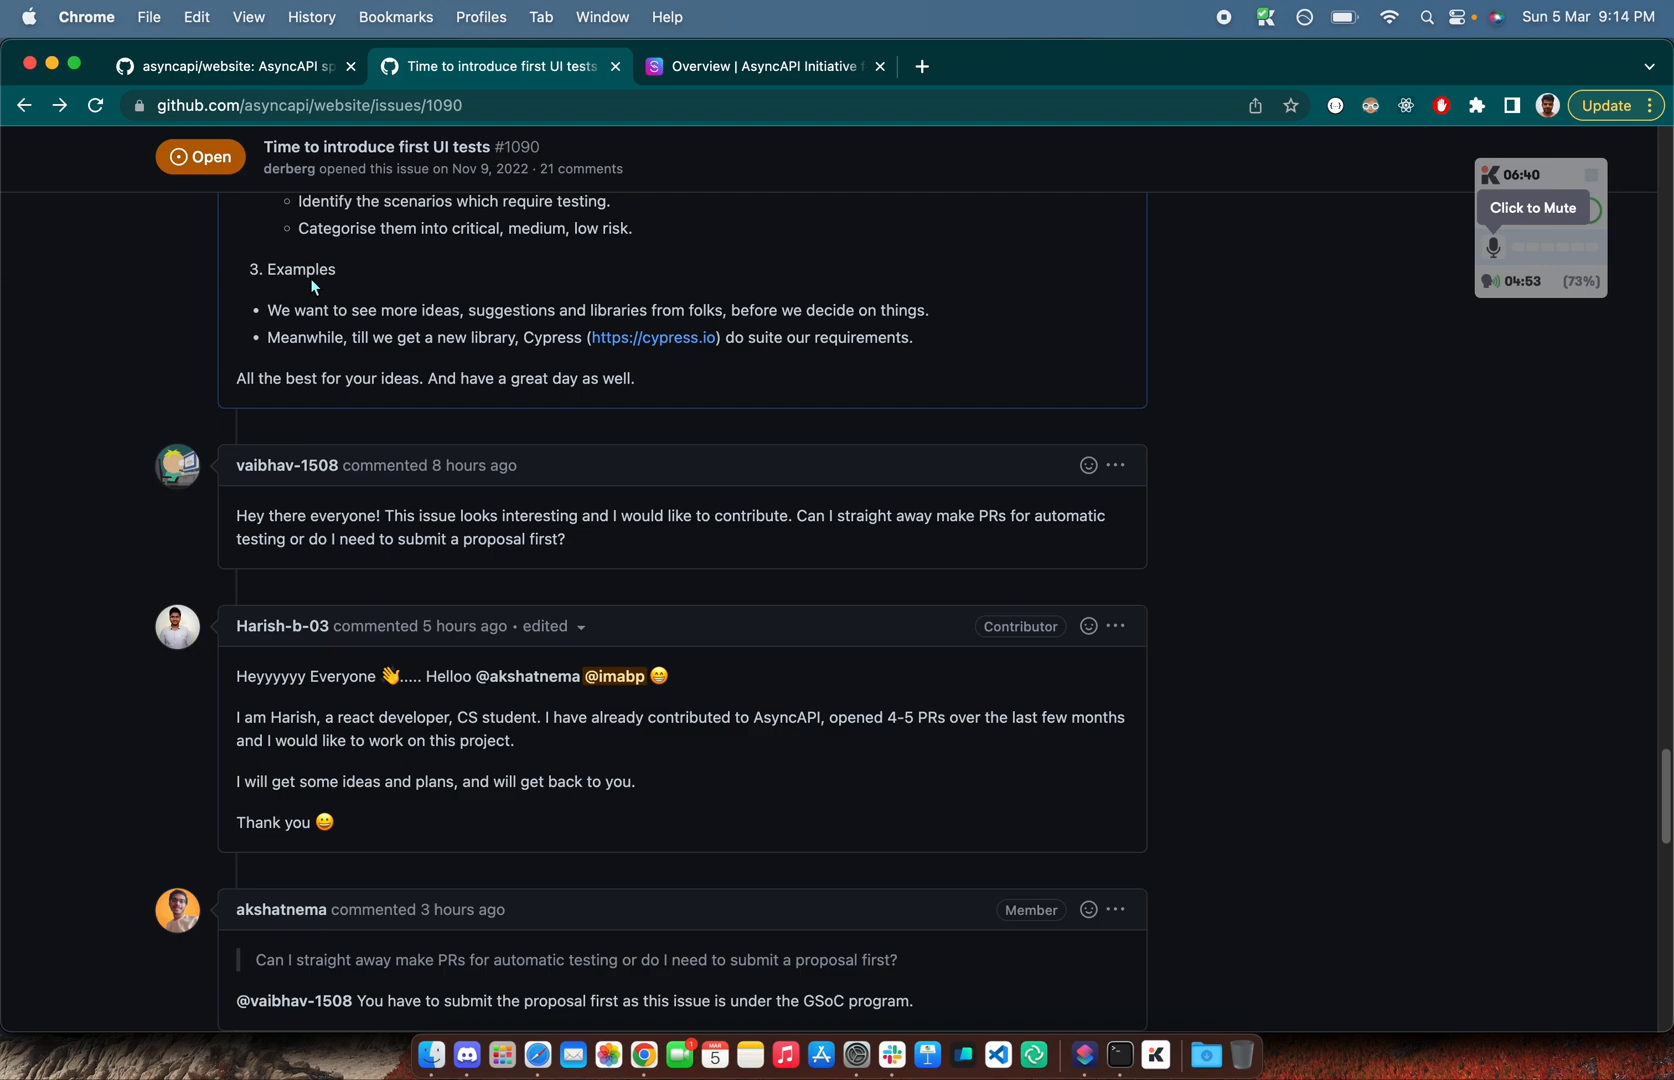 Chrome File Edit View History Bookmarks Profiles Tab Window Help Sun 5 Mar 9:14 PM
asyncapi/website: AsyncAPI sp Time to introduce first UI tests Overview | AsyncAPI Initiative
github.com/asyncapi/website/issues/1090 Update
Open
Time to introduce first UI tests #1090
derberg opened this issue on Nov 9, 2022 · 21 comments
06:40
Click to Mute
04:53 (73%)
Identify the scenarios which require testing.
Categorise them into critical, medium, low risk.
3. Examples
• We want to see more ideas, suggestions and libraries from folks, before we decide on things.
• Meanwhile, till we get a new library, Cypress (https://cypress.io) do suite our requirements.
All the best for your ideas. And have a great day as well.
vaibhav-1508 commented 8 hours ago
Hey there everyone! This issue looks interesting and I would like to contribute. Can I straight away make PRs for automatic
testing or do I need to submit a proposal first?
Harish-b-03 commented 5 hours ago • edited Contributor
Heyyyyyy Everyone 👋..... Helloo @akshatnema @imabp 😁
I am Harish, a react developer, CS student. I have already contributed to AsyncAPI, opened 4-5 PRs over the last few months
and I would like to work on this project.
I will get some ideas and plans, and will get back to you.
Thank you 😀
akshatnema commented 3 hours ago Member
Can I straight away make PRs for automatic testing or do I need to submit a proposal first?
@vaibhav-1508 You have to submit the proposal first as this issue is under the GSoC program.
1
MAR
5